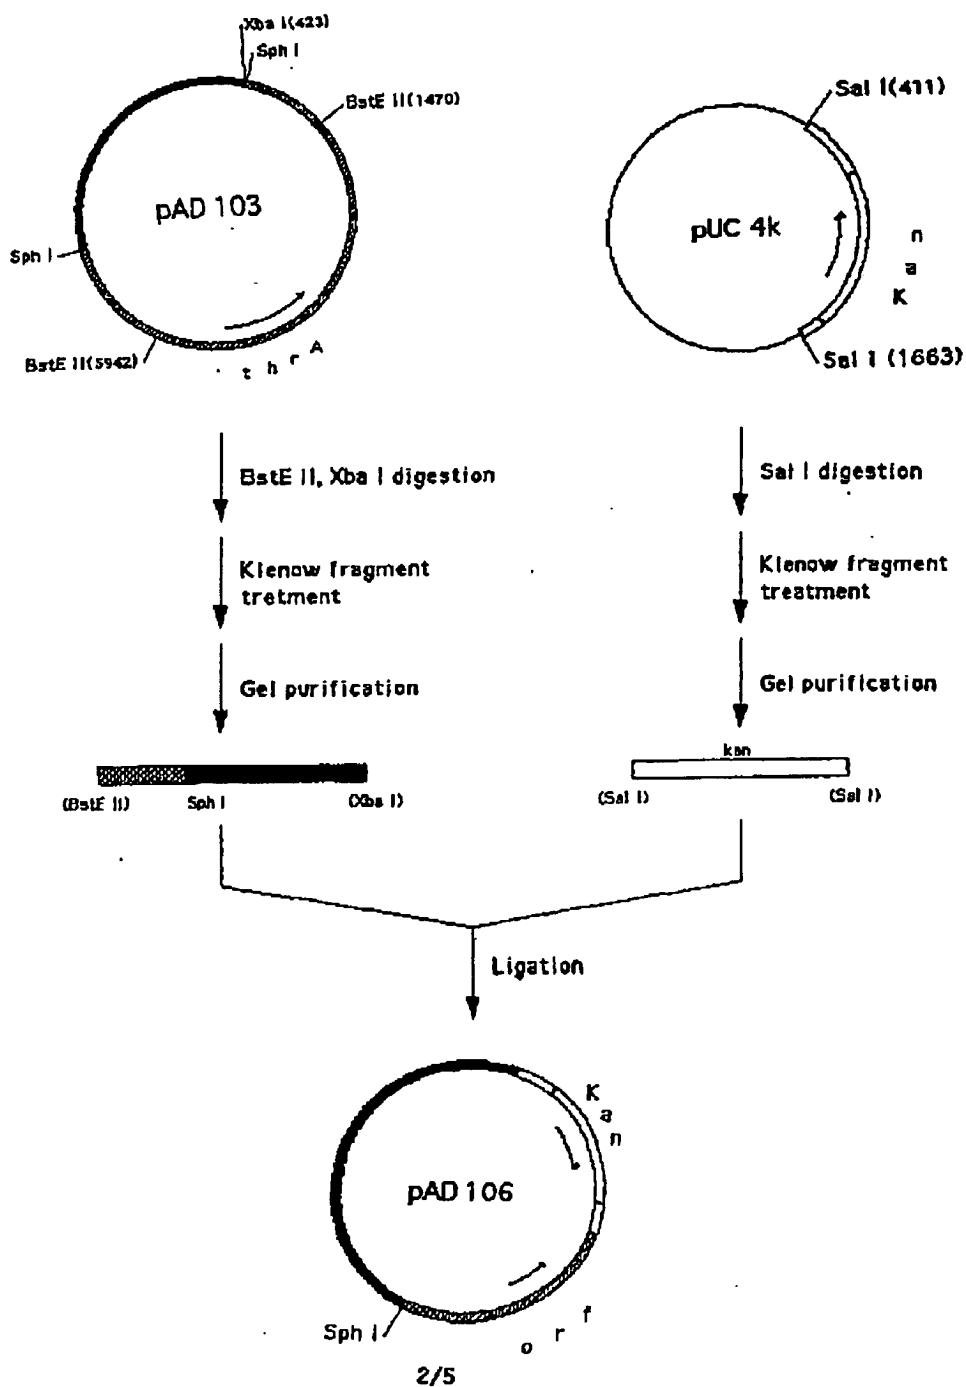 Xba I(423)
Sph I
BstE II(1470)
pAD 103
Sph I
BstE II(5942)
t h r A
Sal I(411)
pUC 4k
K a n
Sal I (1663)
BstE II, Xba I digestion
Sal I digestion
Klenow fragment
tretment
Klenow fragment
treatment
Gel purification
Gel purification
(BstE II)
Sph I
(Xba I)
kan
(Sal I)
(Sal I)
Ligation
K a n
pAD 106
Sph I
o r f
2/5